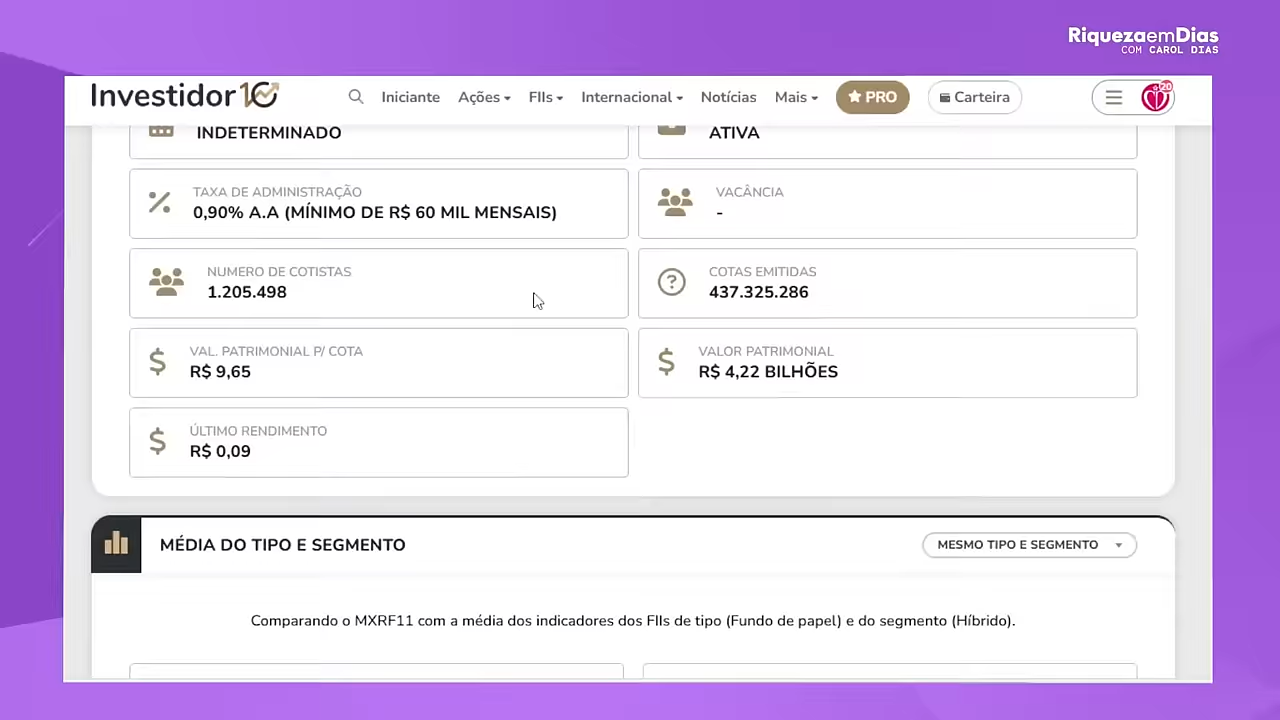 RiquezaemDias
COM CAROL DIAS
Investidor10
Iniciante
Ações
FIIs
Internacional
Notícias
Mais
PRO
Carteira
20
INDETERMINADO
ATIVA
TAXA DE ADMINISTRAÇÃO
0,90% A.A (MÍNIMO DE R$ 60 MIL MENSAIS)
VACÂNCIA
-
NUMERO DE COTISTAS
1.205.498
COTAS EMITIDAS
437.325.286
VAL. PATRIMONIAL P/ COTA
R$ 9,65
VALOR PATRIMONIAL
R$ 4,22 BILHÕES
ÚLTIMO RENDIMENTO
R$ 0,09
MÉDIA DO TIPO E SEGMENTO
MESMO TIPO E SEGMENTO
Comparando o MXRF11 com a média dos indicadores dos FIIs de tipo (Fundo de papel) e do segmento (Híbrido).